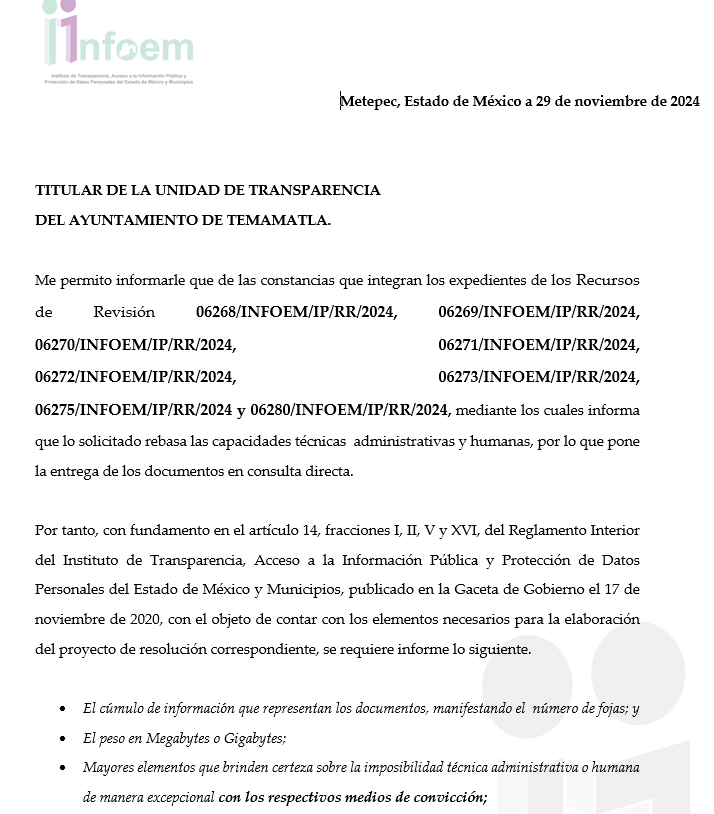 infoem
Instituto de Transparencia, Acceso a la Información Pública y
Protección de Datos Personales del Estado de México y Municipios
Metepec, Estado de México a 29 de noviembre de 2024
TITULAR DE LA UNIDAD DE TRANSPARENCIA
DEL AYUNTAMIENTO DE TEMAMATLA.
Me permito informarle que de las constancias que integran los expedientes de los Recursos
de Revisión 06268/INFOEM/IP/RR/2024, 06269/INFOEM/IP/RR/2024,
06270/INFOEM/IP/RR/2024, 06271/INFOEM/IP/RR/2024,
06272/INFOEM/IP/RR/2024, 06273/INFOEM/IP/RR/2024,
06275/INFOEM/IP/RR/2024 y 06280/INFOEM/IP/RR/2024, mediante los cuales informa
que lo solicitado rebasa las capacidades técnicas administrativas y humanas, por lo que pone
la entrega de los documentos en consulta directa.
Por tanto, con fundamento en el artículo 14, fracciones I, II, V y XVI, del Reglamento Interior
del Instituto de Transparencia, Acceso a la Información Pública y Protección de Datos
Personales del Estado de México y Municipios, publicado en la Gaceta de Gobierno el 17 de
noviembre de 2020, con el objeto de contar con los elementos necesarios para la elaboración
del proyecto de resolución correspondiente, se requiere informe lo siguiente.
• El cúmulo de información que representan los documentos, manifestando el número de fojas; y
• El peso en Megabytes o Gigabytes;
• Mayores elementos que brinden certeza sobre la imposibilidad técnica administrativa o humana
de manera excepcional con los respectivos medios de convicción;